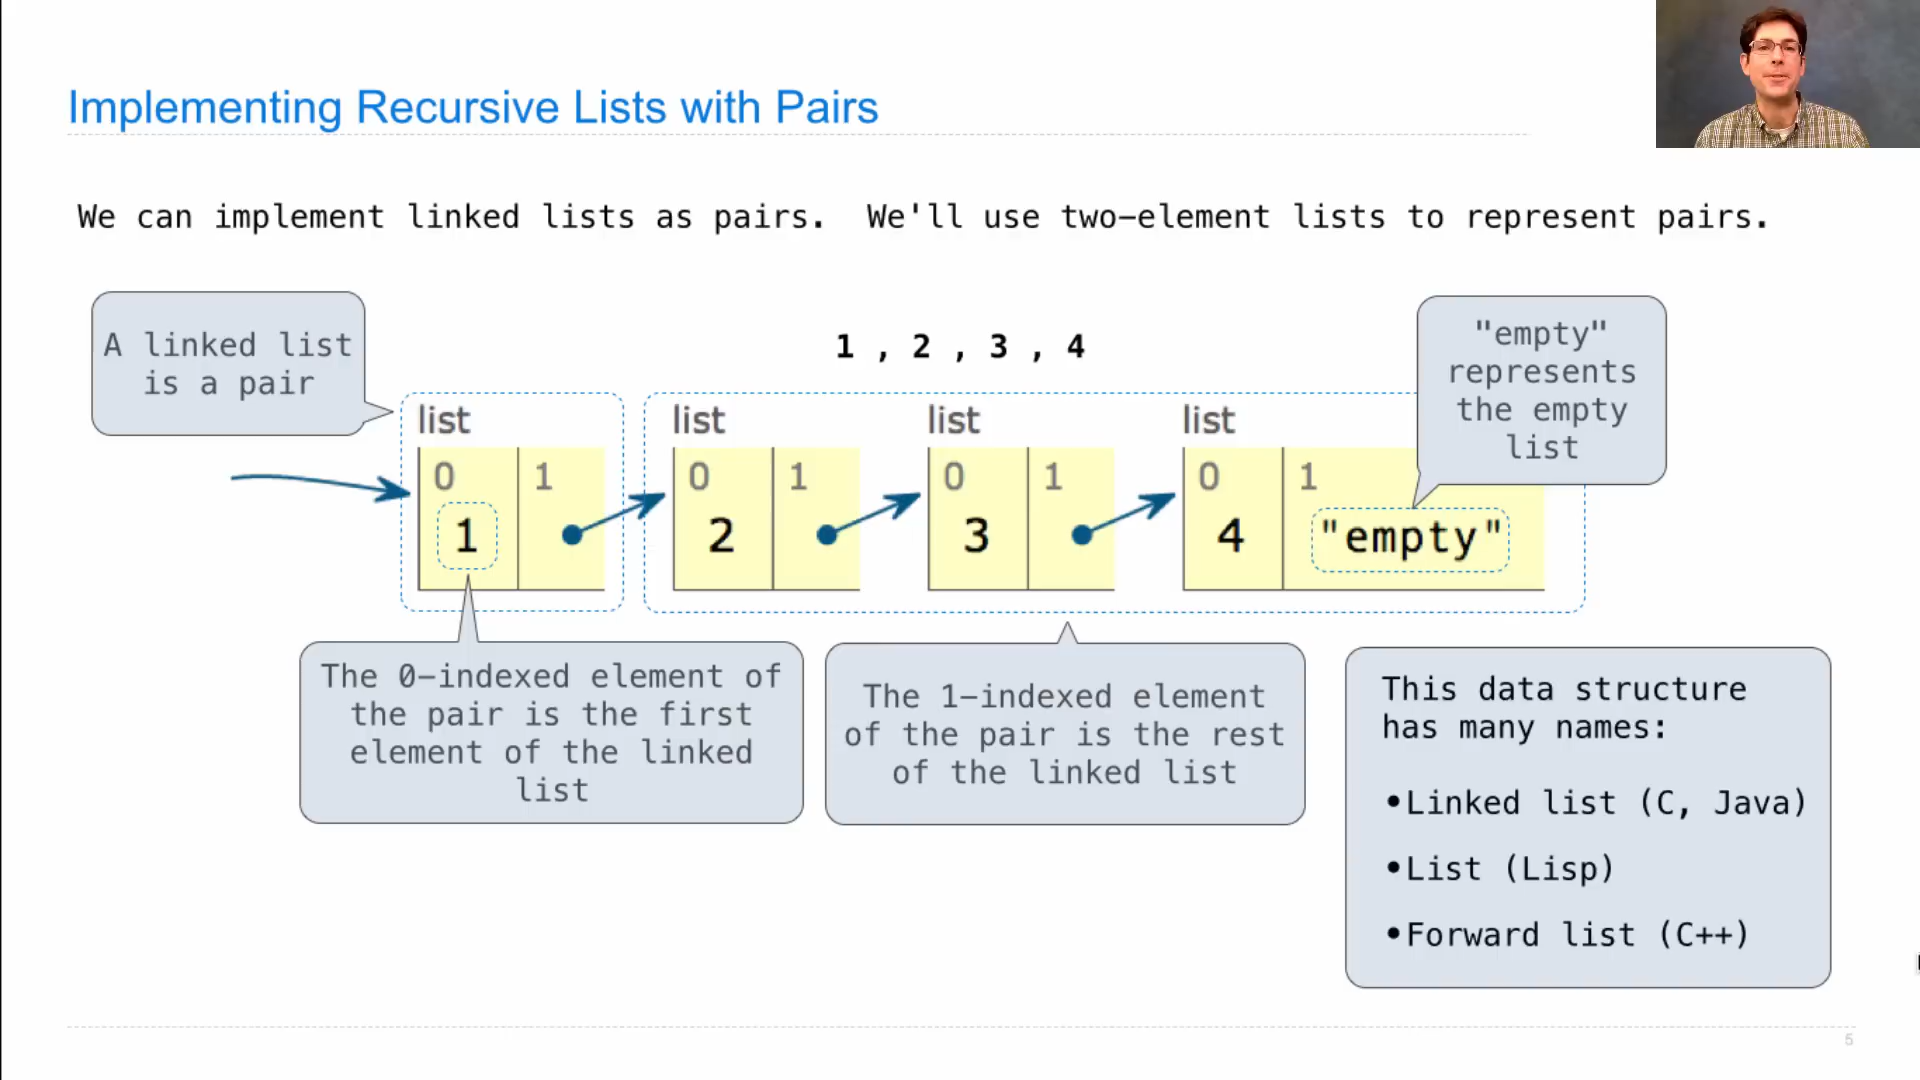 Implementing Recursive Lists with Pairs
We can implement linked lists as pairs.  We'll use two-element lists to represent pairs.
A linked list
is a pair
1 , 2 , 3 , 4
"empty"
represents
the empty
list
list list list list
0 1 0 1 0 1 0 1
1 2 3 4 "empty"
The 0-indexed element of
the pair is the first
element of the linked
list
The 1-indexed element
of the pair is the rest
of the linked list
This data structure
has many names:
•Linked list (C, Java)
•List (Lisp)
•Forward list (C++)
5